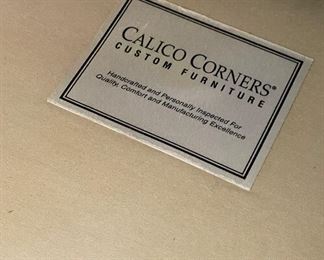 CALICO CORNERS®
CUSTOM FURNITURE
Handcrafted and Personally Inspected For
Quality, Comfort and Manufacturing Excellence